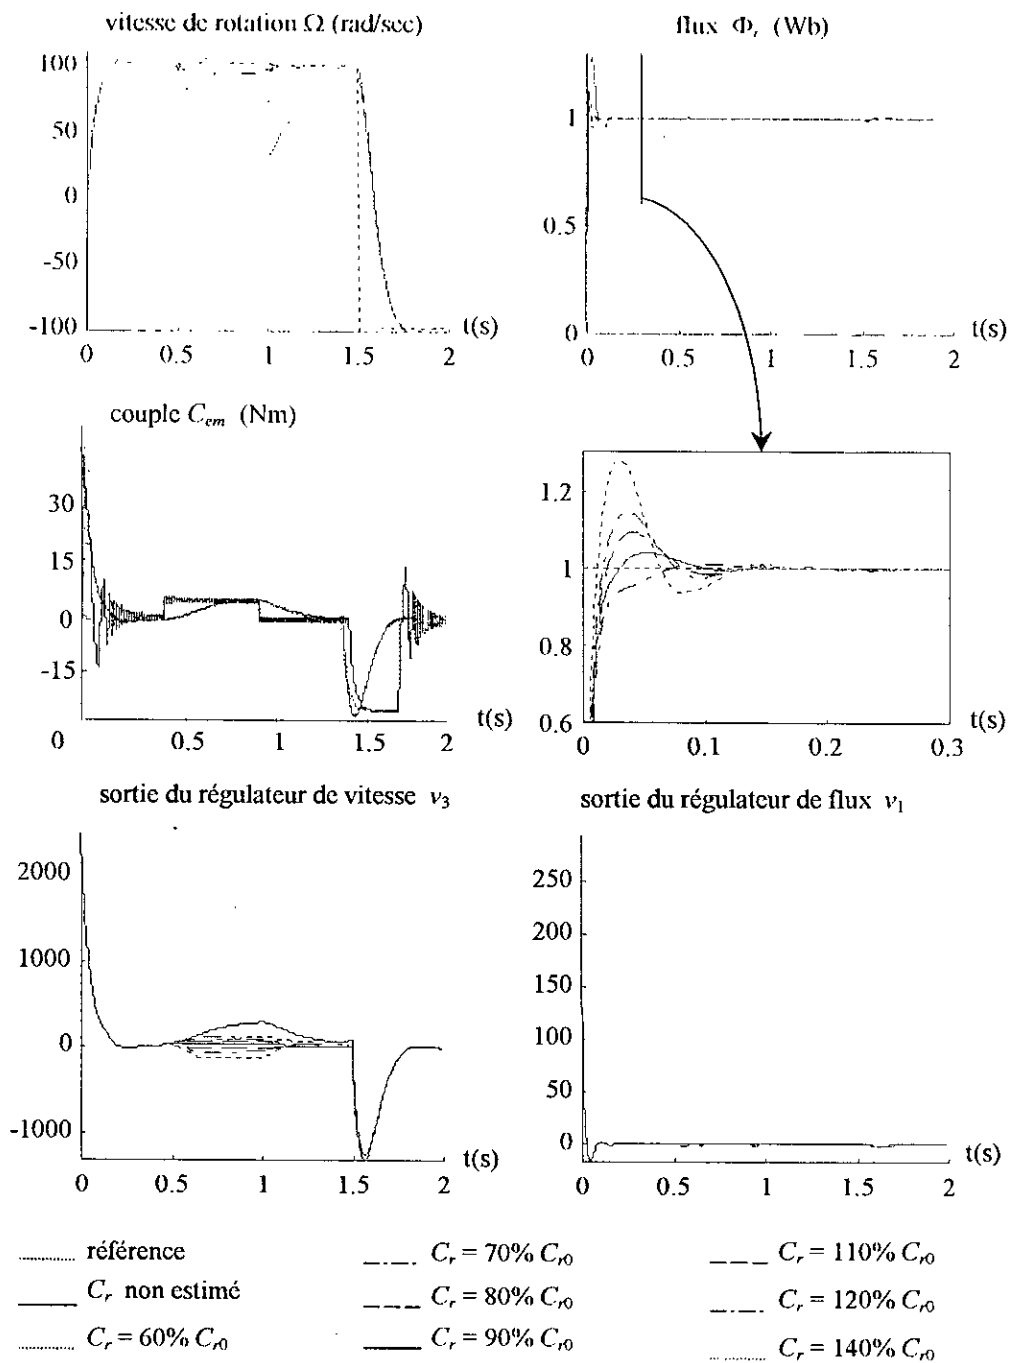 vitesse de rotation Ω (rad/sec)
flux Φr (Wb)
100
50
0
-50
-100
t(s)
0 0.5 1 1.5 2
1
0.5
0
t(s)
0 0.5 1 1.5 2
couple Cem (Nm)
30
15
0
-15
t(s)
0 0.5 1 1.5 2
1.2
1
0.8
0.6
t(s)
0 0.1 0.2 0.3
sortie du régulateur de vitesse v3
sortie du régulateur de flux v1
2000
1000
0
-1000
t(s)
0 0.5 1 1.5 2
250
200
150
100
50
0
t(s)
0 0.5 1 1.5 2
référence
Cr = 70% Cr0
Cr = 110% Cr0
Cr non estimé
Cr = 80% Cr0
Cr = 120% Cr0
Cr = 60% Cr0
Cr = 90% Cr0
Cr = 140% Cr0